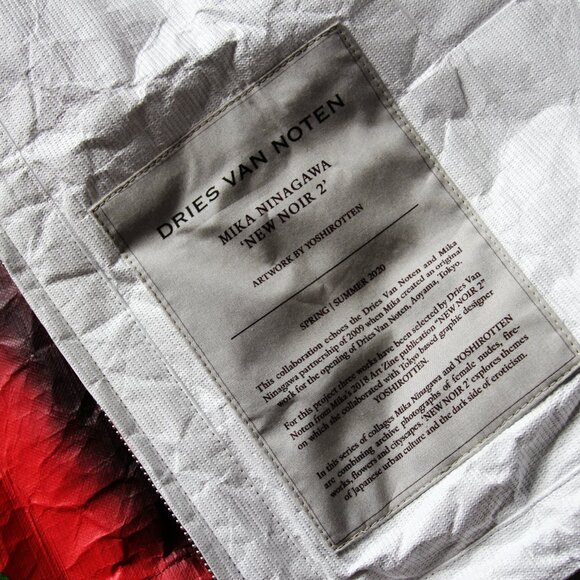 DRIES VAN NOTEN
MIKA NINAGAWA
'NEW NOIR 2'
ARTWORK BY YOSHIROTTEN
SPRING | SUMMER 2020
This collaboration echoes the Dries Van Noten and Mika
Ninagawa partnership of 2009 when Mika created an original
work for the opening of Dries Van Noten, Aoyama, Tokyo.
For this project three works have been selected by Dries Van
Noten from Mika's 2018 Art Zine publication "NEW NOIR 2"
on which she collaborated with Tokyo based graphic designer
YOSHIROTTEN.
In this series of collages Mika Ninagawa and YOSHIROTTEN
are combining archive photographs of female nudes, fire-
works, flowers and cityscapes. 'NEW NOIR 2' explores themes
of Japanese urban culture and the dark side of eroticism.